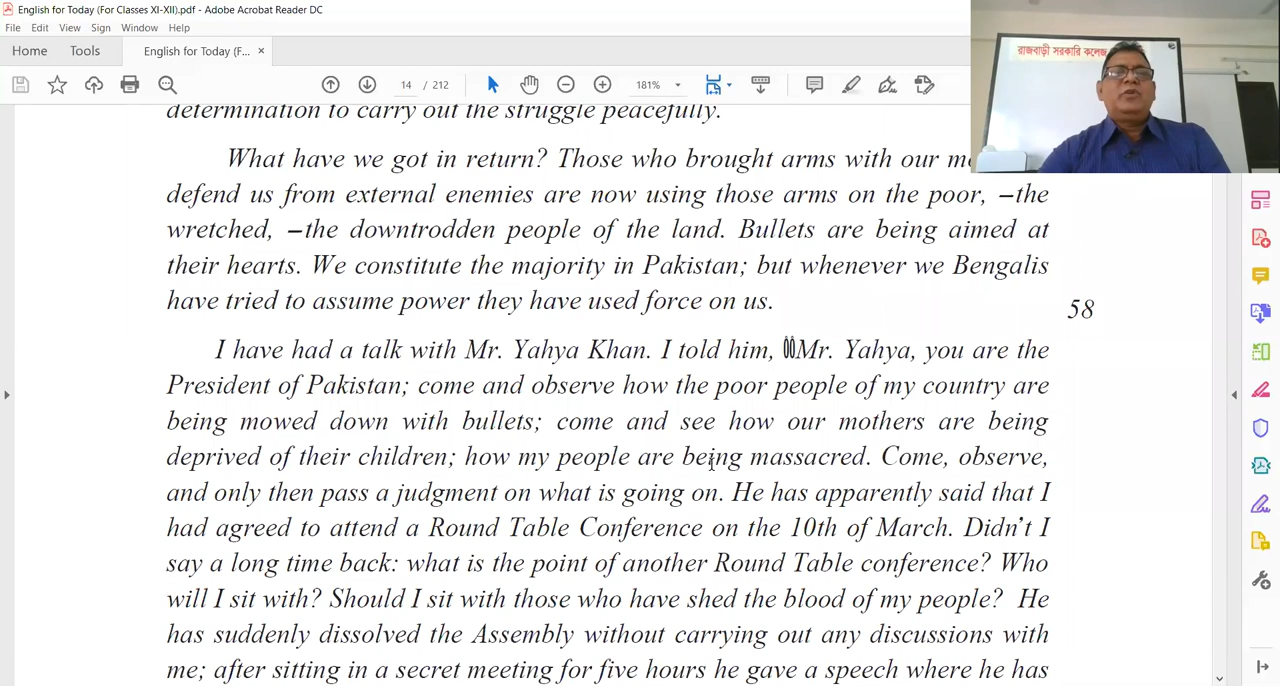 English for Today (For Classes XI-XII).pdf - Adobe Acrobat Reader DC
File Edit View Sign Window Help
Home Tools English for Today (F... ×
14 / 212 181%
রাজবাড়ী সরকারি কলেজ
determination to carry out the struggle peacefully.
What have we got in return? Those who brought arms with our
defend us from external enemies are now using those arms on the poor, –the
wretched, –the downtrodden people of the land. Bullets are being aimed at
their hearts. We constitute the majority in Pakistan; but whenever we Bengalis
have tried to assume power they have used force on us.
58
I have had a talk with Mr. Yahya Khan. I told him, Mr. Yahya, you are the
President of Pakistan; come and observe how the poor people of my country are
being mowed down with bullets; come and see how our mothers are being
deprived of their children; how my people are being massacred. Come, observe,
and only then pass a judgment on what is going on. He has apparently said that I
had agreed to attend a Round Table Conference on the 10th of March. Didn't I
say a long time back: what is the point of another Round Table conference? Who
will I sit with? Should I sit with those who have shed the blood of my people? He
has suddenly dissolved the Assembly without carrying out any discussions with
me; after sitting in a secret meeting for five hours he gave a speech where he has